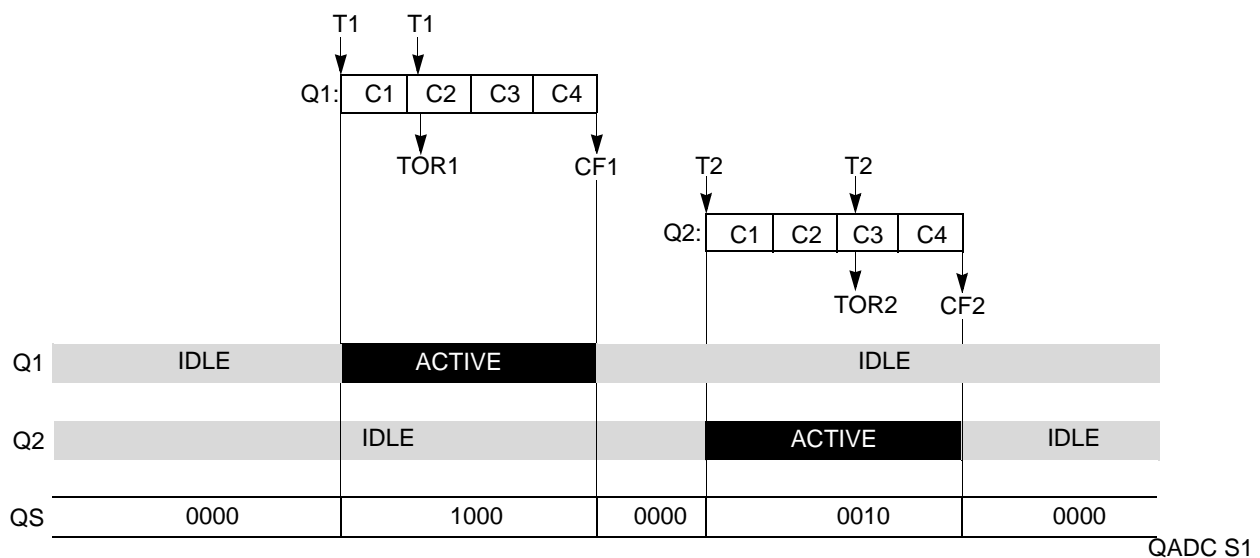 T1 T1
Q1: C1 C2 C3 C4
TOR1 CF1
T2 T2
Q2: C1 C2 C3 C4
TOR2 CF2
Q1 IDLE ACTIVE IDLE
Q2 IDLE ACTIVE IDLE
QS 0000 1000 0000 0010 0000
QADC S1